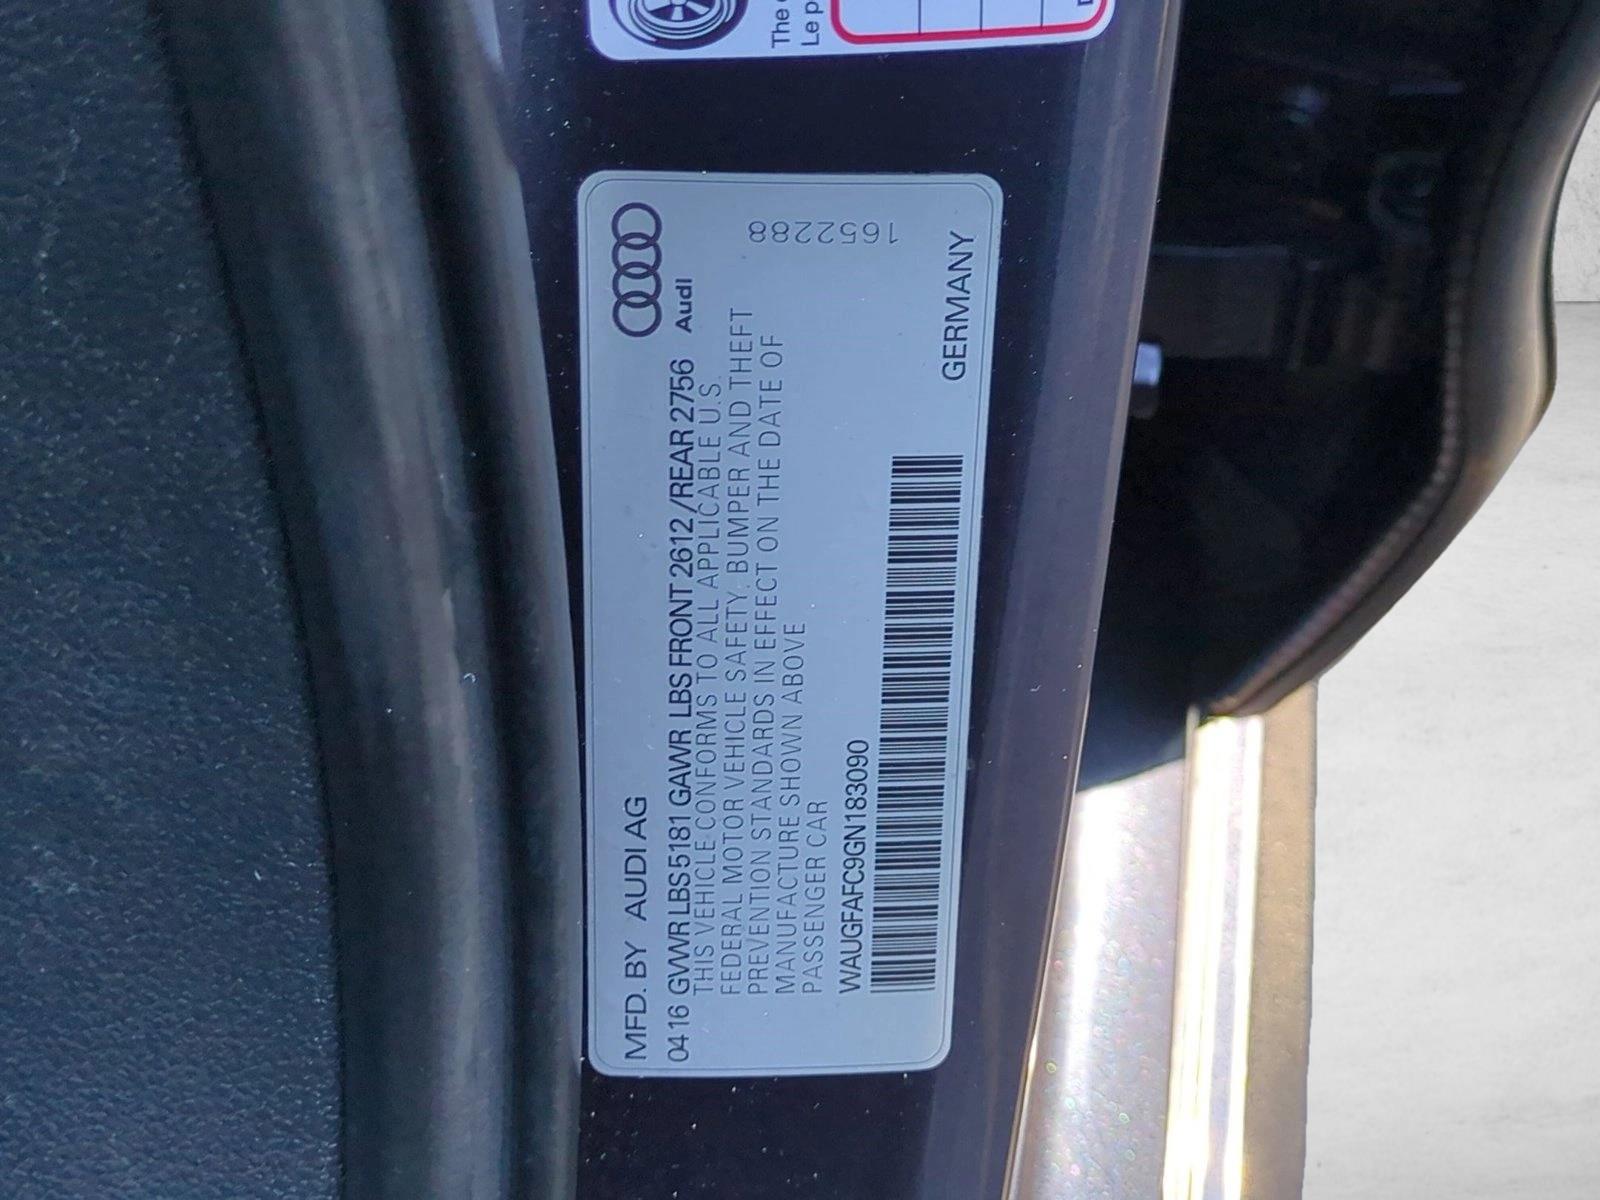 MFD. BY AUDI AG
Audi
04 16 GVWR LBS 5181 GAWR LBS FRONT 2612/REAR 2756
THIS VEHICLE CONFORMS TO ALL APPLICABLE U.S.
FEDERAL MOTOR VEHICLE SAFETY, BUMPER AND THEFT
PREVENTION STANDARDS IN EFFECT ON THE DATE OF
MANUFACTURE SHOWN ABOVE
PASSENGER CAR
WAUGFAFC9GN183090
GERMANY
165228
The
Le